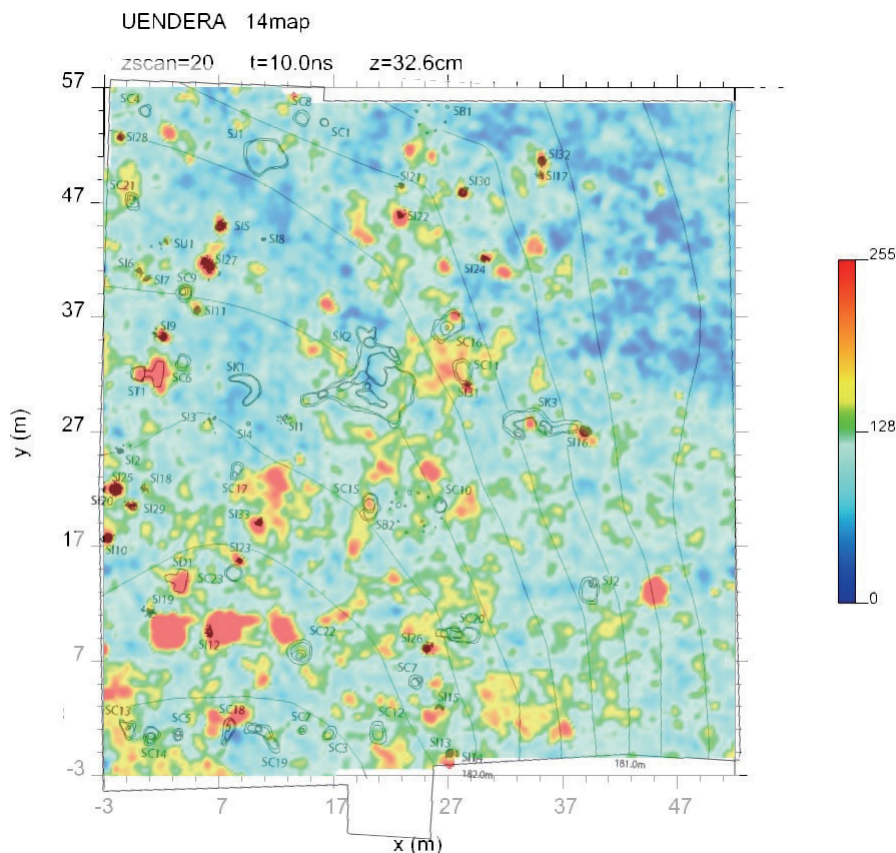 UENDERA 14map
zscan=20 t=10.0ns z=32.6cm
57
SC4 SC8 SB1
SC1
SI28 SJ1
SI32
SI17
SC21 SI21 SI30
47
SI22
SI5
SU1 SI8
SI27
SI6 SI24
SI7 SC9
SI11
37
SI9 SK2 SC16
SC11
SC6 SK1
ST1 SI31
SI3 SI1 SK3
SI4
27
SI16
SI2
SI25 SI18 SC17 SC15 SC10
SI20 SI29
SI33 SB2
17
SI10 SI23
SD1 SC23 SJ2
SI19
SC22 SC20
SI12 SI26
7
SC7
SI15
SC13 SC5 SC18 SC2 SC12
SC14 SC19 SC3 SI13 SI14
-3
182.0m 181.0m
-3 7 17 27 37 47
x (m)
y (m)
255
128
0